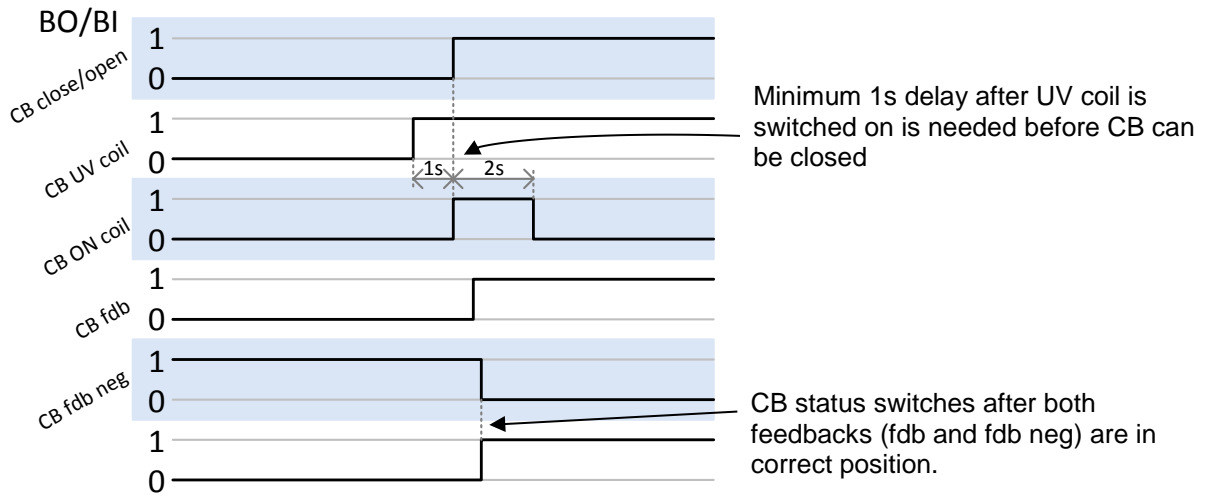 BO/BI
1
0
CB close/open
Minimum 1s delay after UV coil is
switched on is needed before CB can
be closed
1
0
CB UV coil
1s
2s
1
0
CB ON coil
1
0
CB fdb
1
0
CB fdb neg
CB status switches after both
feedbacks (fdb and fdb neg) are in
correct position.
1
0